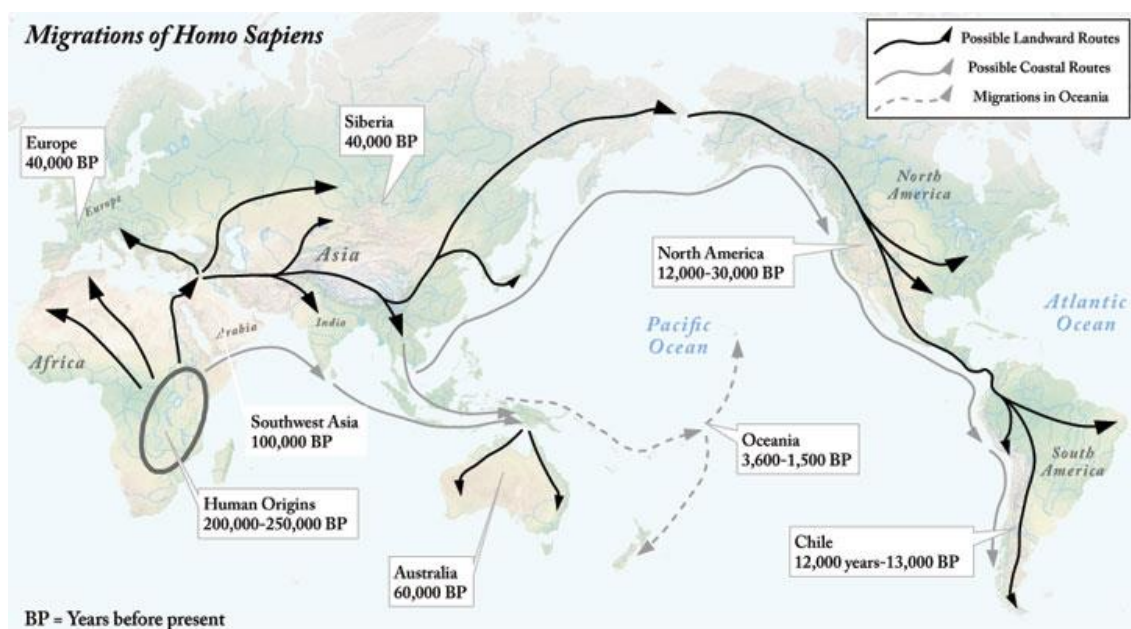 Migrations of Homo Sapiens
Possible Landward Routes
Possible Coastal Routes
Migrations in Oceania
Europe
40,000 BP
Siberia
40,000 BP
Europe
Asia
North
America
North America
12,000-30,000 BP
Atlantic
Ocean
Pacific
Ocean
India
Arabia
Africa
Southwest Asia
100,000 BP
Oceania
3,600-1,500 BP
South
America
Human Origins
200,000-250,000 BP
Chile
12,000 years-13,000 BP
Australia
60,000 BP
BP = Years before present